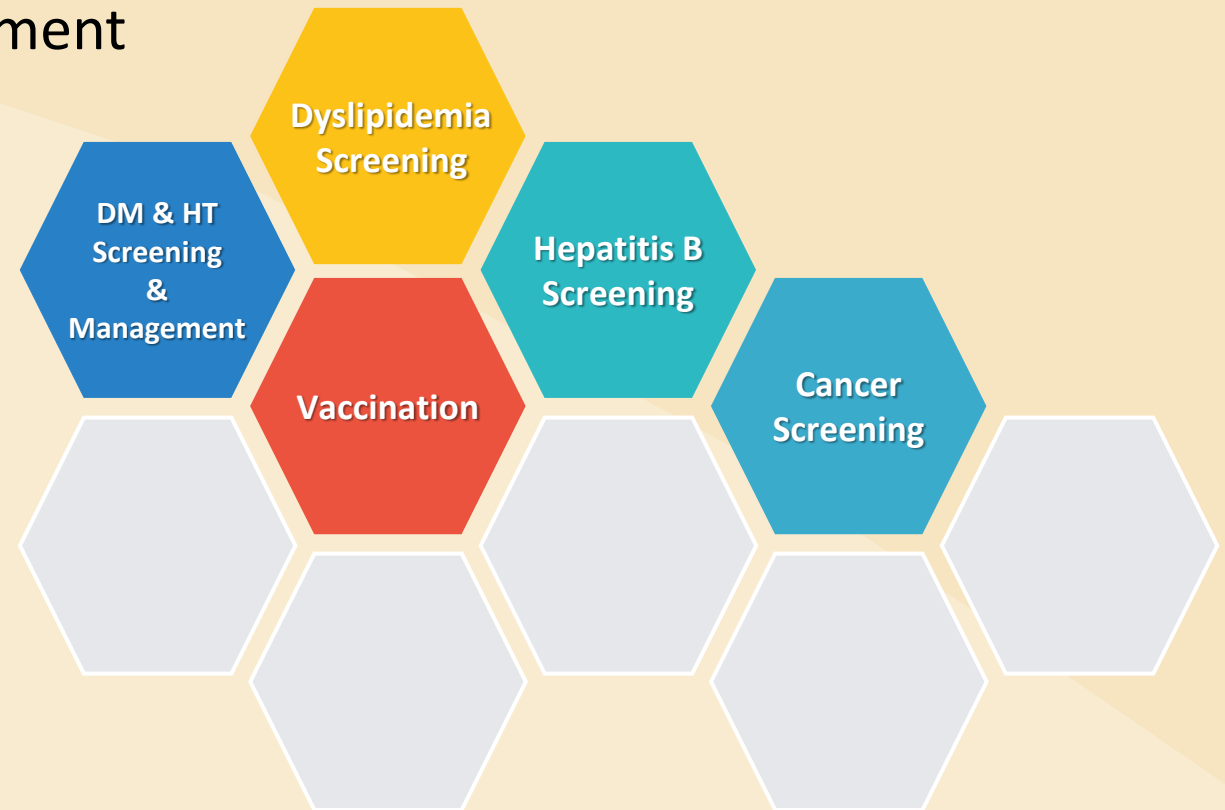 ment
Dyslipidemia
Screening
DM & HT
Screening
&
Management
Hepatitis B
Screening
Vaccination
Cancer
Screening